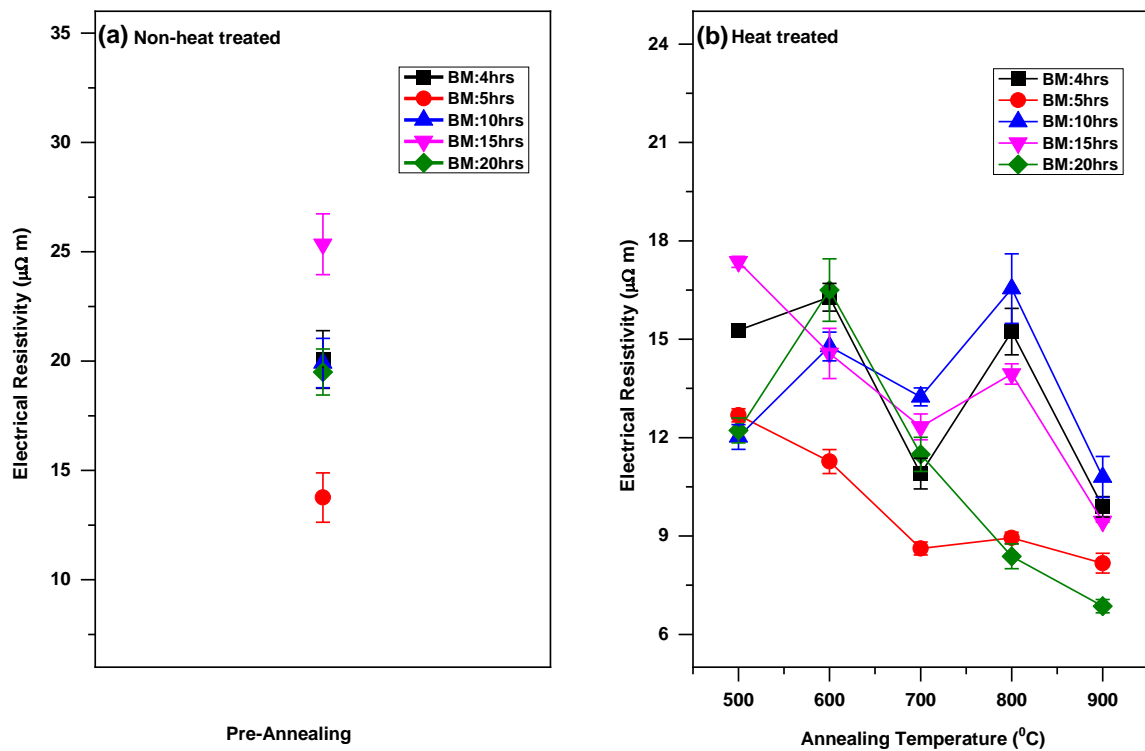 (a) Non-heat treated
BM:4hrs
BM:5hrs
BM:10hrs
BM:15hrs
BM:20hrs
35
30
25
20
15
10
Electrical Resistivity (μΩ m)
Pre-Annealing
(b) Heat treated
BM:4hrs
BM:5hrs
BM:10hrs
BM:15hrs
BM:20hrs
24
21
18
15
12
9
6
Electrical Resistivity (μΩ m)
500 600 700 800 900
Annealing Temperature (⁰C)